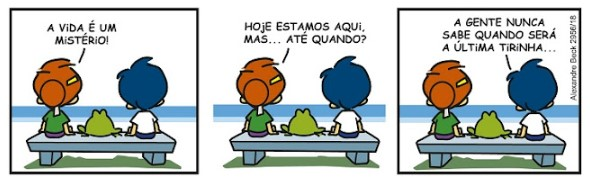 A VIDA É UM
MISTÉRIO!
HOJE ESTAMOS AQUI,
MAS... ATÉ QUANDO?
A GENTE NUNCA
SABE QUANDO SERÁ
A ÚLTIMA TIRINHA...
Alexandre Beck 2956/18